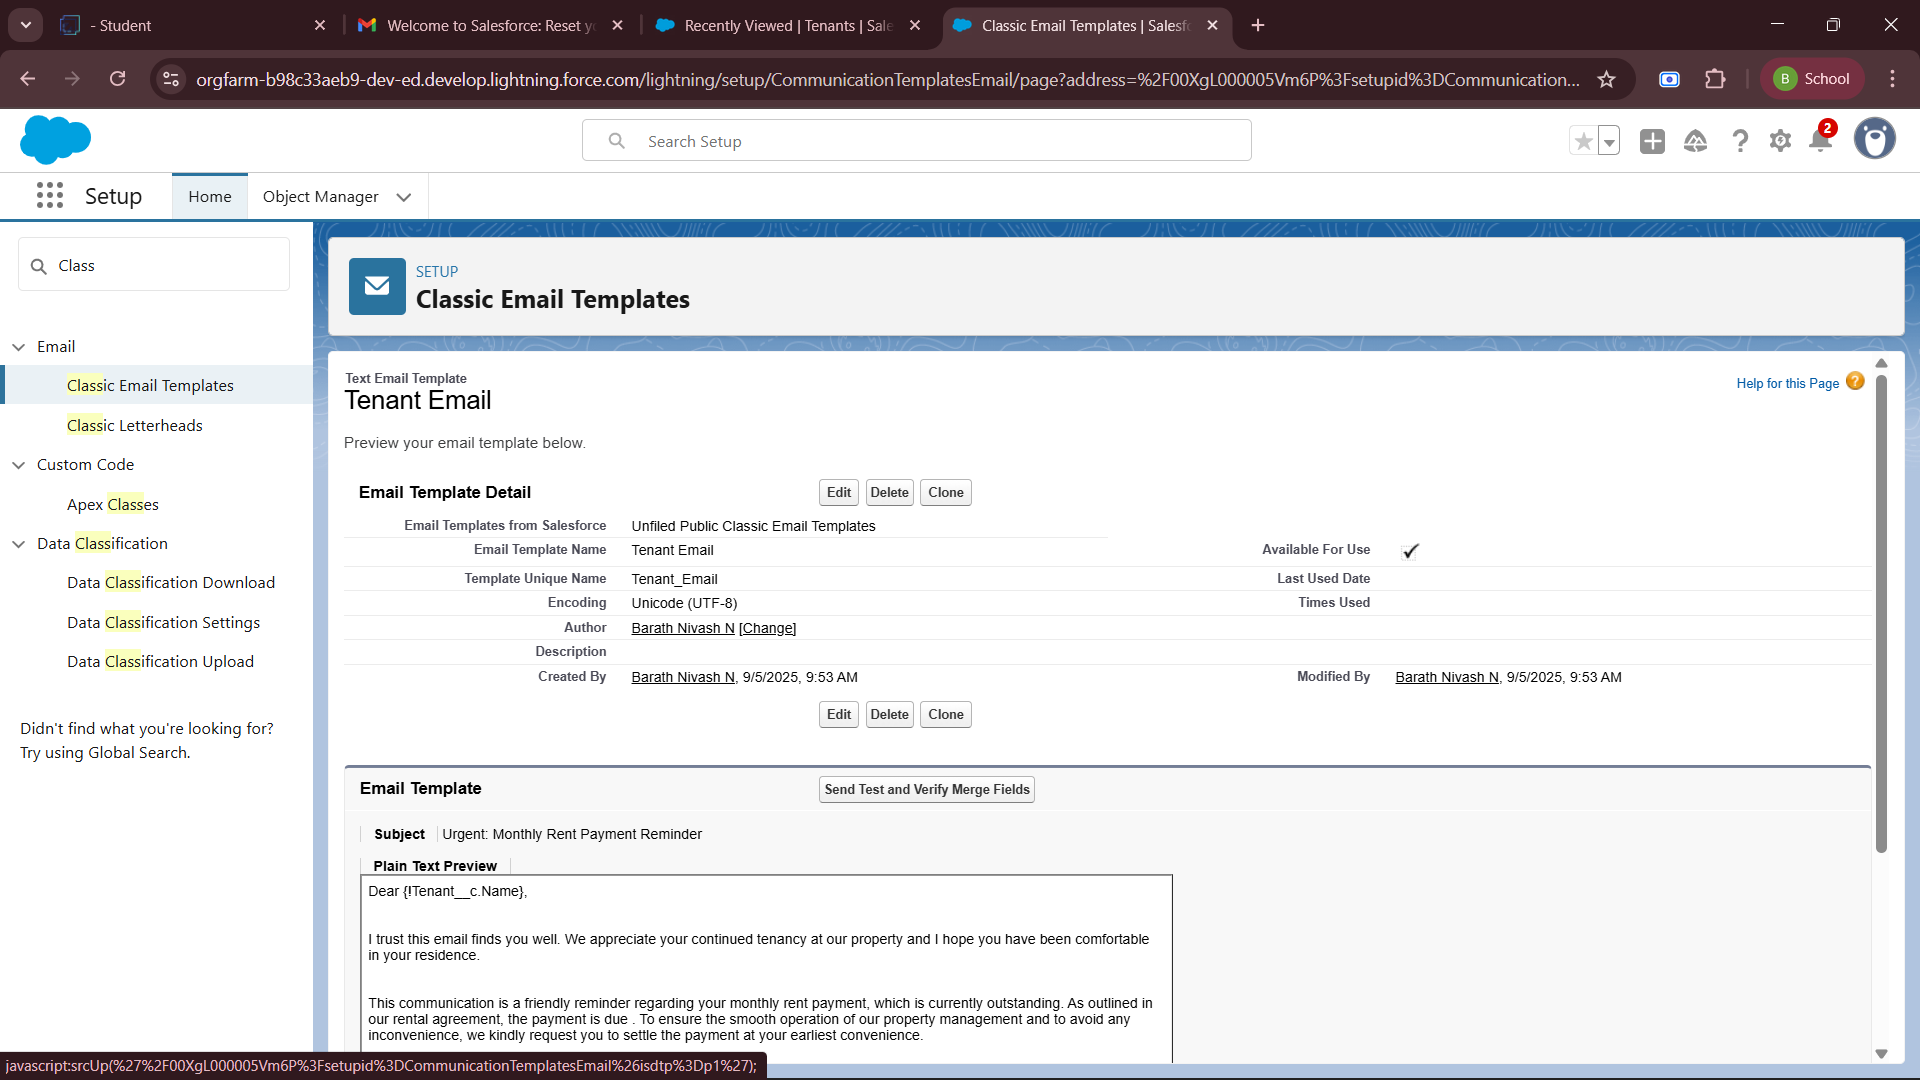 - Student
Welcome to Salesforce: Reset yo
Recently Viewed | Tenants | Sale
Classic Email Templates | Salesfo
orgfarm-b98c33aeb9-dev-ed.develop.lightning.force.com/lightning/setup/CommunicationTemplatesEmail/page?address=%2F00XgL000005Vm6P%3Fsetupid%3DCommunication...
B School
Search Setup
2
Setup
Home
Object Manager
Class
Email
Classic Email Templates
Classic Letterheads
Custom Code
Apex Classes
Data Classification
Data Classification Download
Data Classification Settings
Data Classification Upload
Didn't find what you're looking for?
Try using Global Search.
SETUP
Classic Email Templates
Text Email Template
Tenant Email
Help for this Page ?
Preview your email template below.
Email Template Detail
Edit Delete Clone
Email Templates from Salesforce Unfiled Public Classic Email Templates
Email Template Name Tenant Email Available For Use
Template Unique Name Tenant_Email Last Used Date
Encoding Unicode (UTF-8) Times Used
Author Barath Nivash N [Change]
Description
Created By Barath Nivash N, 9/5/2025, 9:53 AM Modified By Barath Nivash N, 9/5/2025, 9:53 AM
Edit Delete Clone
Email Template Send Test and Verify Merge Fields
Subject Urgent: Monthly Rent Payment Reminder
Plain Text Preview
Dear {!Tenant__c.Name},
I trust this email finds you well. We appreciate your continued tenancy at our property and I hope you have been comfortable
in your residence.
This communication is a friendly reminder regarding your monthly rent payment, which is currently outstanding. As outlined in
our rental agreement, the payment is due . To ensure the smooth operation of our property management and to avoid any
inconvenience, we kindly request you to settle the payment at your earliest convenience.
javascript:srcUp(%27%2F00XgL000005Vm6P%3Fsetupid%3DCommunicationTemplatesEmail%26isdtp%3Dp1%27);